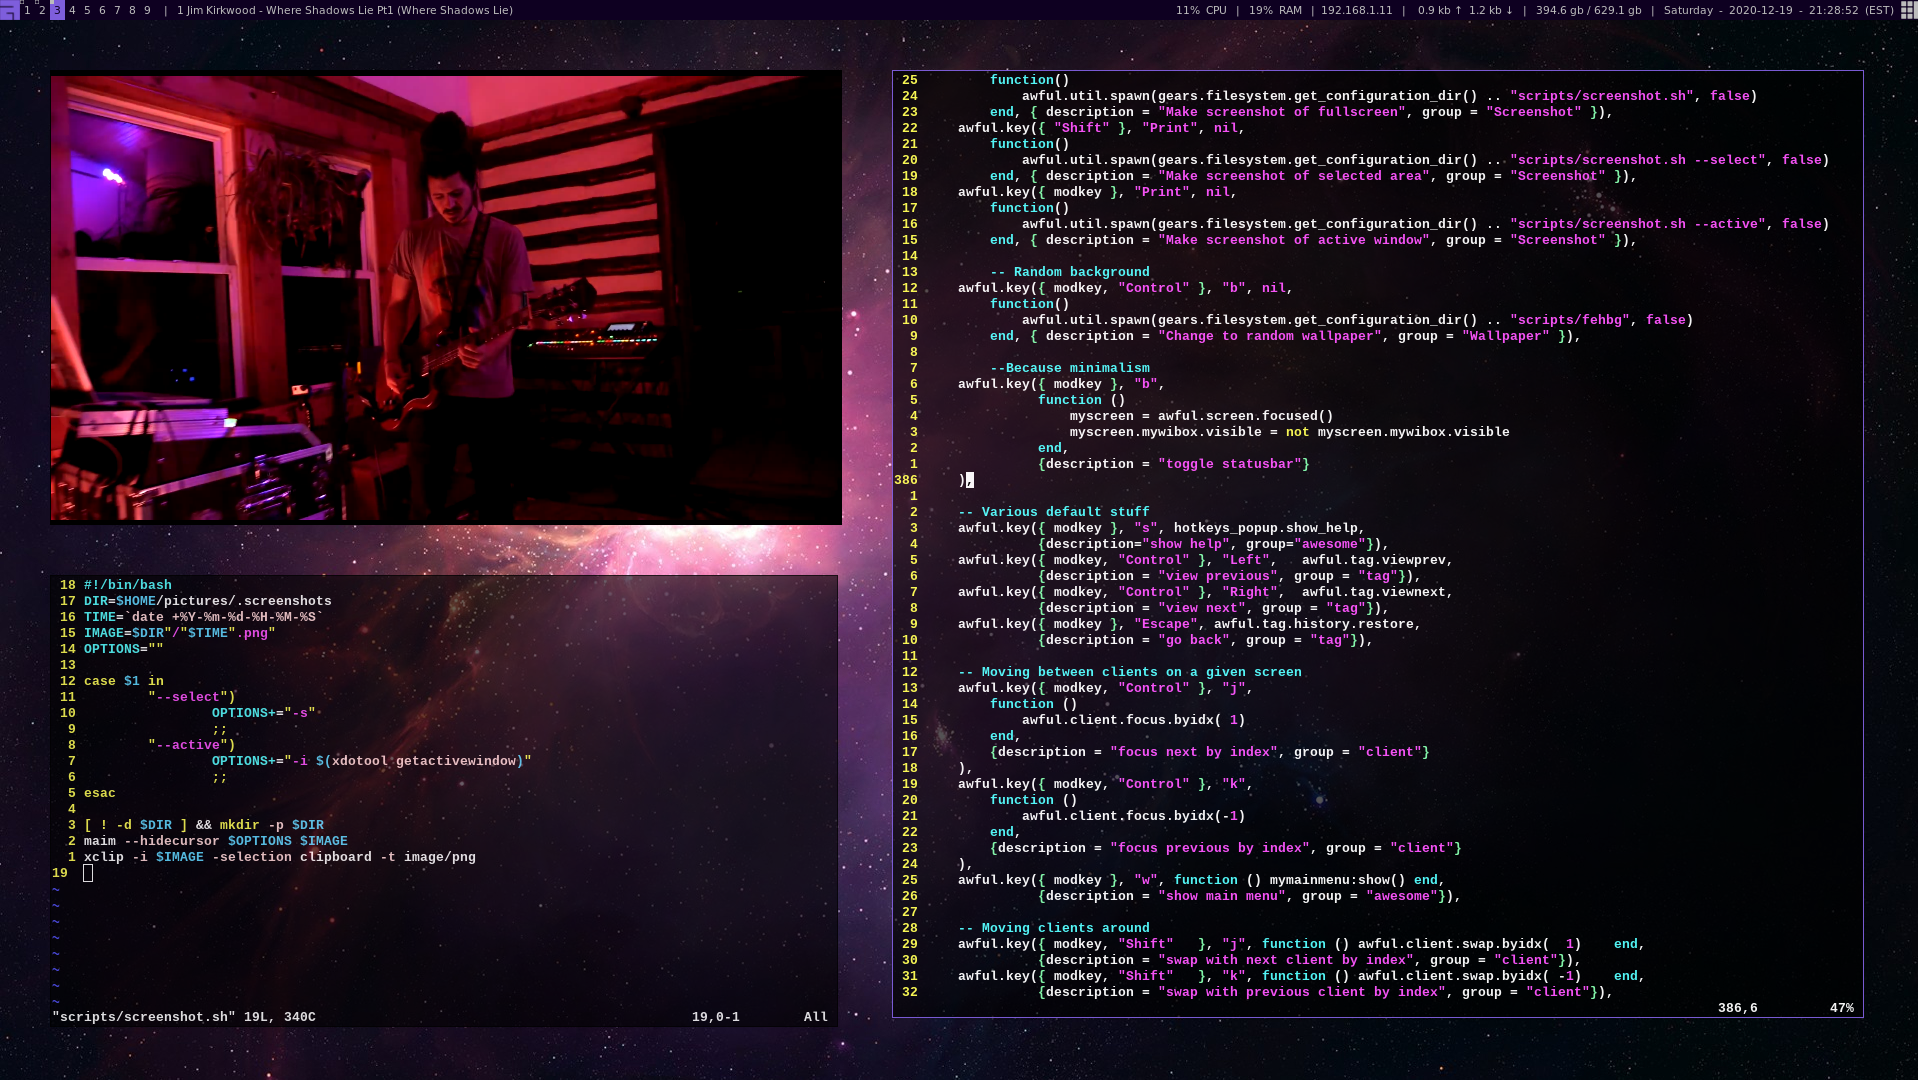 1 2 3 4 5 6 7 8 9 | 1 Jim Kirkwood - Where Shadows Lie Pt1 (Where Shadows Lie)
11% CPU | 19% RAM | 192.168.1.11 | 0.9 kb ↑ 1.2 kb ↓ | 394.6 gb / 629.1 gb | Saturday - 2020-12-19 - 21:28:52 (EST)
18 #!/bin/bash
17 DIR=$HOME/pictures/.screenshots
16 TIME=`date +%Y-%m-%d-%H-%M-%S`
15 IMAGE=$DIR"/"$TIME".png"
14 OPTIONS=""
13
12 case $1 in
11         "--select")
10                 OPTIONS+="-s"
9                 ;;
8         "--active")
7                 OPTIONS+="-i $(xdotool getactivewindow)"
6                 ;;
5 esac
4
3 [ ! -d $DIR ] && mkdir -p $DIR
2 maim --hidecursor $OPTIONS $IMAGE
1 xclip -i $IMAGE -selection clipboard -t image/png
19
~
~
~
~
~
~
~
~
"scripts/screenshot.sh" 19L, 340C 19,0-1 All
25         function()
24             awful.util.spawn(gears.filesystem.get_configuration_dir() .. "scripts/screenshot.sh", false)
23         end, { description = "Make screenshot of fullscreen", group = "Screenshot" }),
22     awful.key({ "Shift" }, "Print", nil,
21         function()
20             awful.util.spawn(gears.filesystem.get_configuration_dir() .. "scripts/screenshot.sh --select", false)
19         end, { description = "Make screenshot of selected area", group = "Screenshot" }),
18     awful.key({ modkey }, "Print", nil,
17         function()
16             awful.util.spawn(gears.filesystem.get_configuration_dir() .. "scripts/screenshot.sh --active", false)
15         end, { description = "Make screenshot of active window", group = "Screenshot" }),
14
13         -- Random background
12     awful.key({ modkey, "Control" }, "b", nil,
11         function()
10             awful.util.spawn(gears.filesystem.get_configuration_dir() .. "scripts/fehbg", false)
9         end, { description = "Change to random wallpaper", group = "Wallpaper" }),
8
7         --Because minimalism
6     awful.key({ modkey }, "b",
5               function ()
4                   myscreen = awful.screen.focused()
3                   myscreen.mywibox.visible = not myscreen.mywibox.visible
2               end,
1               {description = "toggle statusbar"}
386     ),
1
2     -- Various default stuff
3     awful.key({ modkey }, "s", hotkeys_popup.show_help,
4               {description="show help", group="awesome"}),
5     awful.key({ modkey, "Control" }, "Left",   awful.tag.viewprev,
6               {description = "view previous", group = "tag"}),
7     awful.key({ modkey, "Control" }, "Right",  awful.tag.viewnext,
8               {description = "view next", group = "tag"}),
9     awful.key({ modkey }, "Escape", awful.tag.history.restore,
10               {description = "go back", group = "tag"}),
11
12     -- Moving between clients on a given screen
13     awful.key({ modkey, "Control" }, "j",
14         function ()
15             awful.client.focus.byidx( 1)
16         end,
17         {description = "focus next by index", group = "client"}
18     ),
19     awful.key({ modkey, "Control" }, "k",
20         function ()
21             awful.client.focus.byidx(-1)
22         end,
23         {description = "focus previous by index", group = "client"}
24     ),
25     awful.key({ modkey }, "w", function () mymainmenu:show() end,
26               {description = "show main menu", group = "awesome"}),
27
28     -- Moving clients around
29     awful.key({ modkey, "Shift"   }, "j", function () awful.client.swap.byidx(  1)    end,
30               {description = "swap with next client by index", group = "client"}),
31     awful.key({ modkey, "Shift"   }, "k", function () awful.client.swap.byidx( -1)    end,
32               {description = "swap with previous client by index", group = "client"}),
386,6 47%